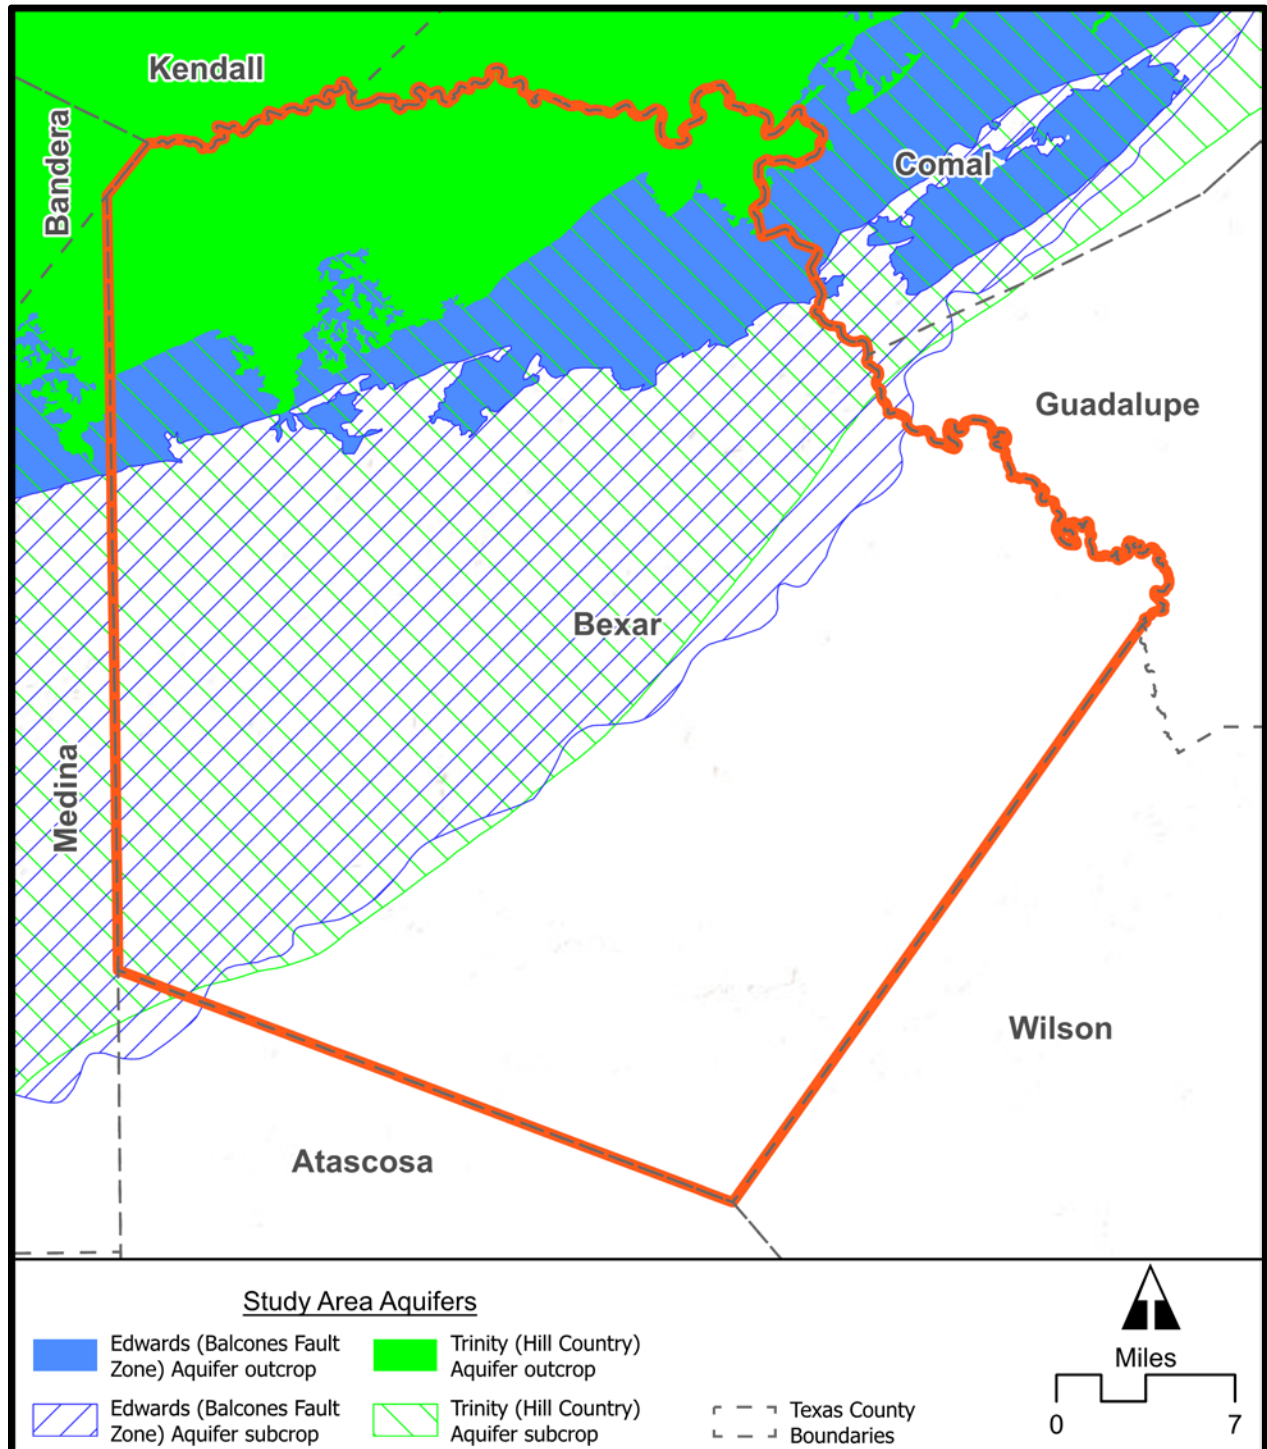 Kendall
Bandera
Comal
Guadalupe
Bexar
Medina
Wilson
Atascosa
Study Area Aquifers
Edwards (Balcones Fault
Zone) Aquifer outcrop
Trinity (Hill Country)
Aquifer outcrop
Edwards (Balcones Fault
Zone) Aquifer subcrop
Trinity (Hill Country)
Aquifer subcrop
Texas County
Boundaries
Miles
0 7